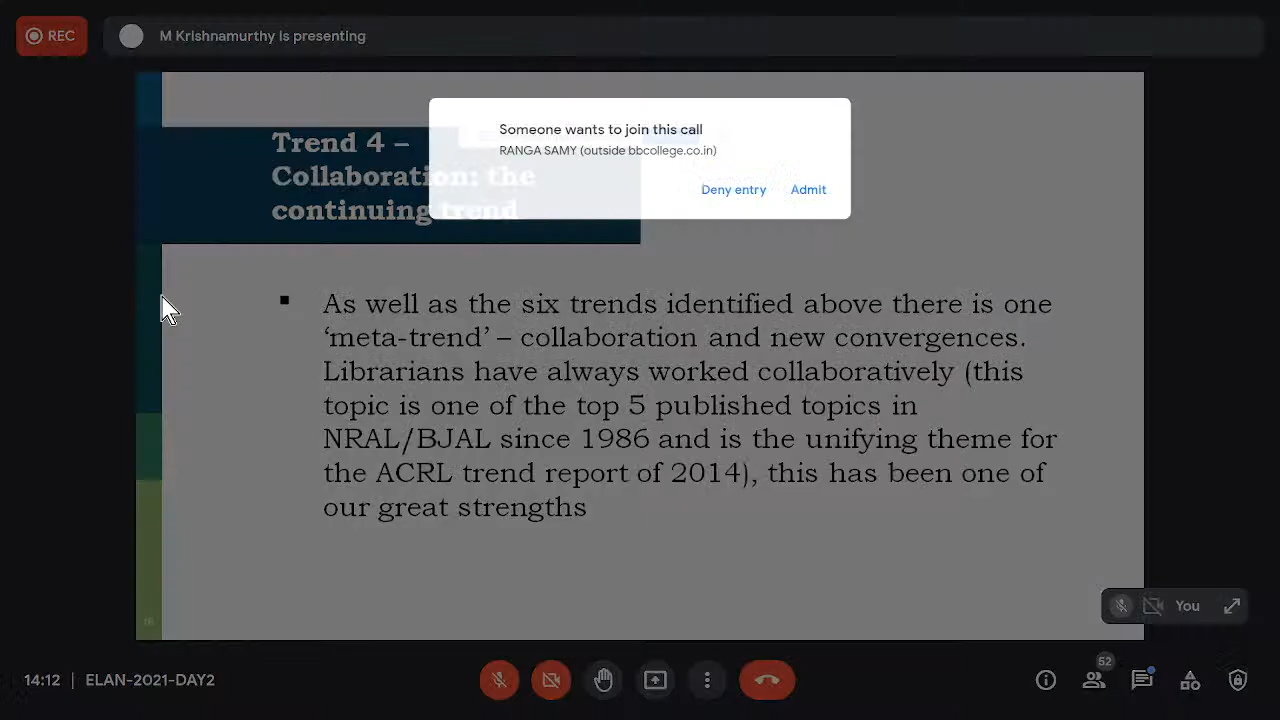 REC
M Krishnamurthy is presenting
Someone wants to join this call
RANGA SAMY (outside bbcollege.co.in)
Deny entry Admit
Trend 4 –
Collaboration: the
continuing trend
As well as the six trends identified above there is one
‘meta-trend’ – collaboration and new convergences.
Librarians have always worked collaboratively (this
topic is one of the top 5 published topics in
NRAL/BJAL since 1986 and is the unifying theme for
the ACRL trend report of 2014), this has been one of
our great strengths
You
14:12 | ELAN-2021-DAY2
52